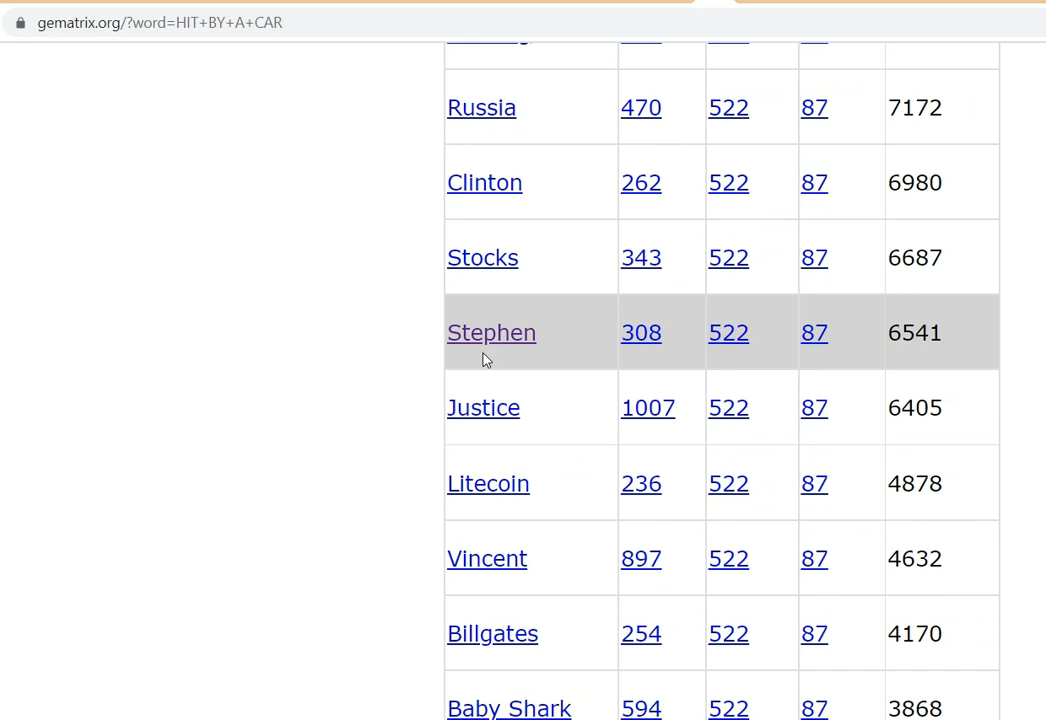 gematrix.org/?word=HIT+BY+A+CAR
Russia 470 522 87 7172
Clinton 262 522 87 6980
Stocks 343 522 87 6687
Stephen 308 522 87 6541
Justice 1007 522 87 6405
Litecoin 236 522 87 4878
Vincent 897 522 87 4632
Billgates 254 522 87 4170
Baby Shark 594 522 87 3868